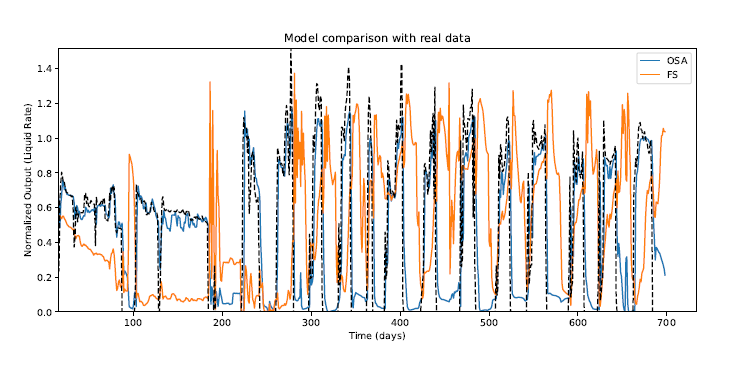 Model comparison with real data
OSA
FS
Normalized Output (Liquid Rate)
1.4
1.2
1.0
0.8
0.6
0.4
0.2
0.0
100 200 300 400 500 600 700
Time (days)